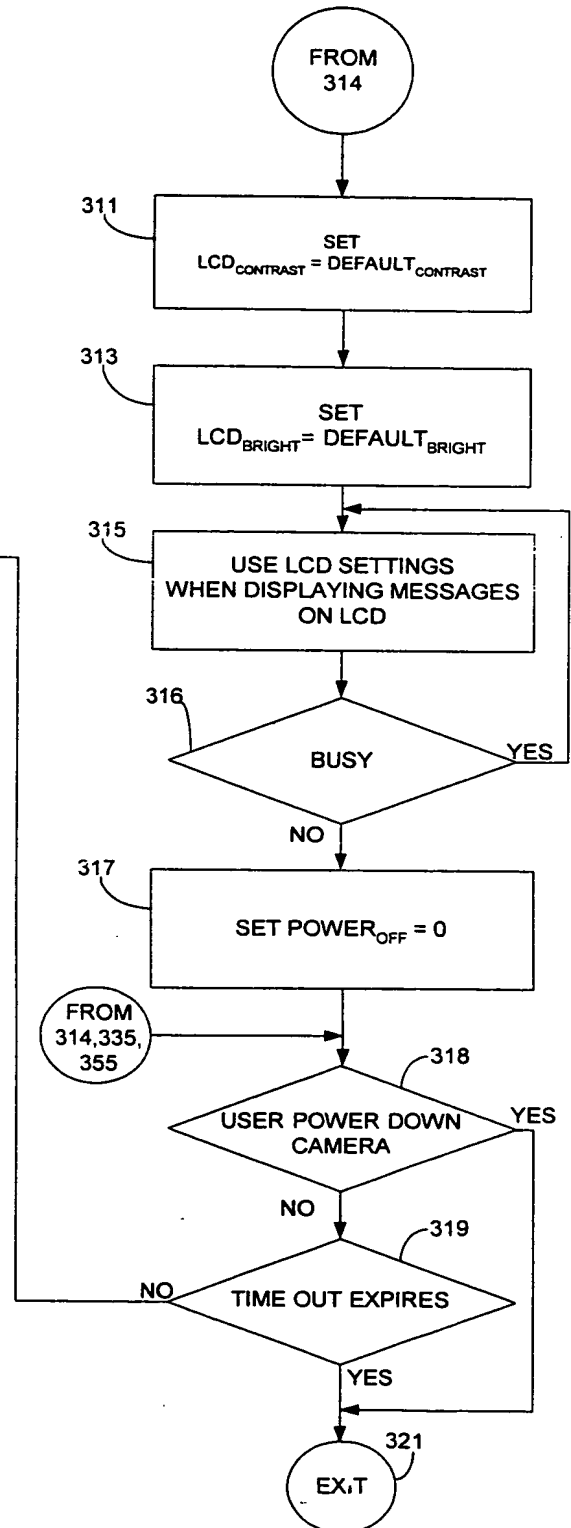 FROM
314
311
SET
LCD_CONTRAST = DEFAULT_CONTRAST
313
SET
LCD_BRIGHT = DEFAULT_BRIGHT
315
USE LCD SETTINGS
WHEN DISPLAYING MESSAGES
ON LCD
316
BUSY
YES
NO
317
SET POWER_OFF = 0
FROM
314,335,
355
318
USER POWER DOWN
CAMERA
YES
NO
319
NO
TIME OUT EXPIRES
YES
321
EXIT